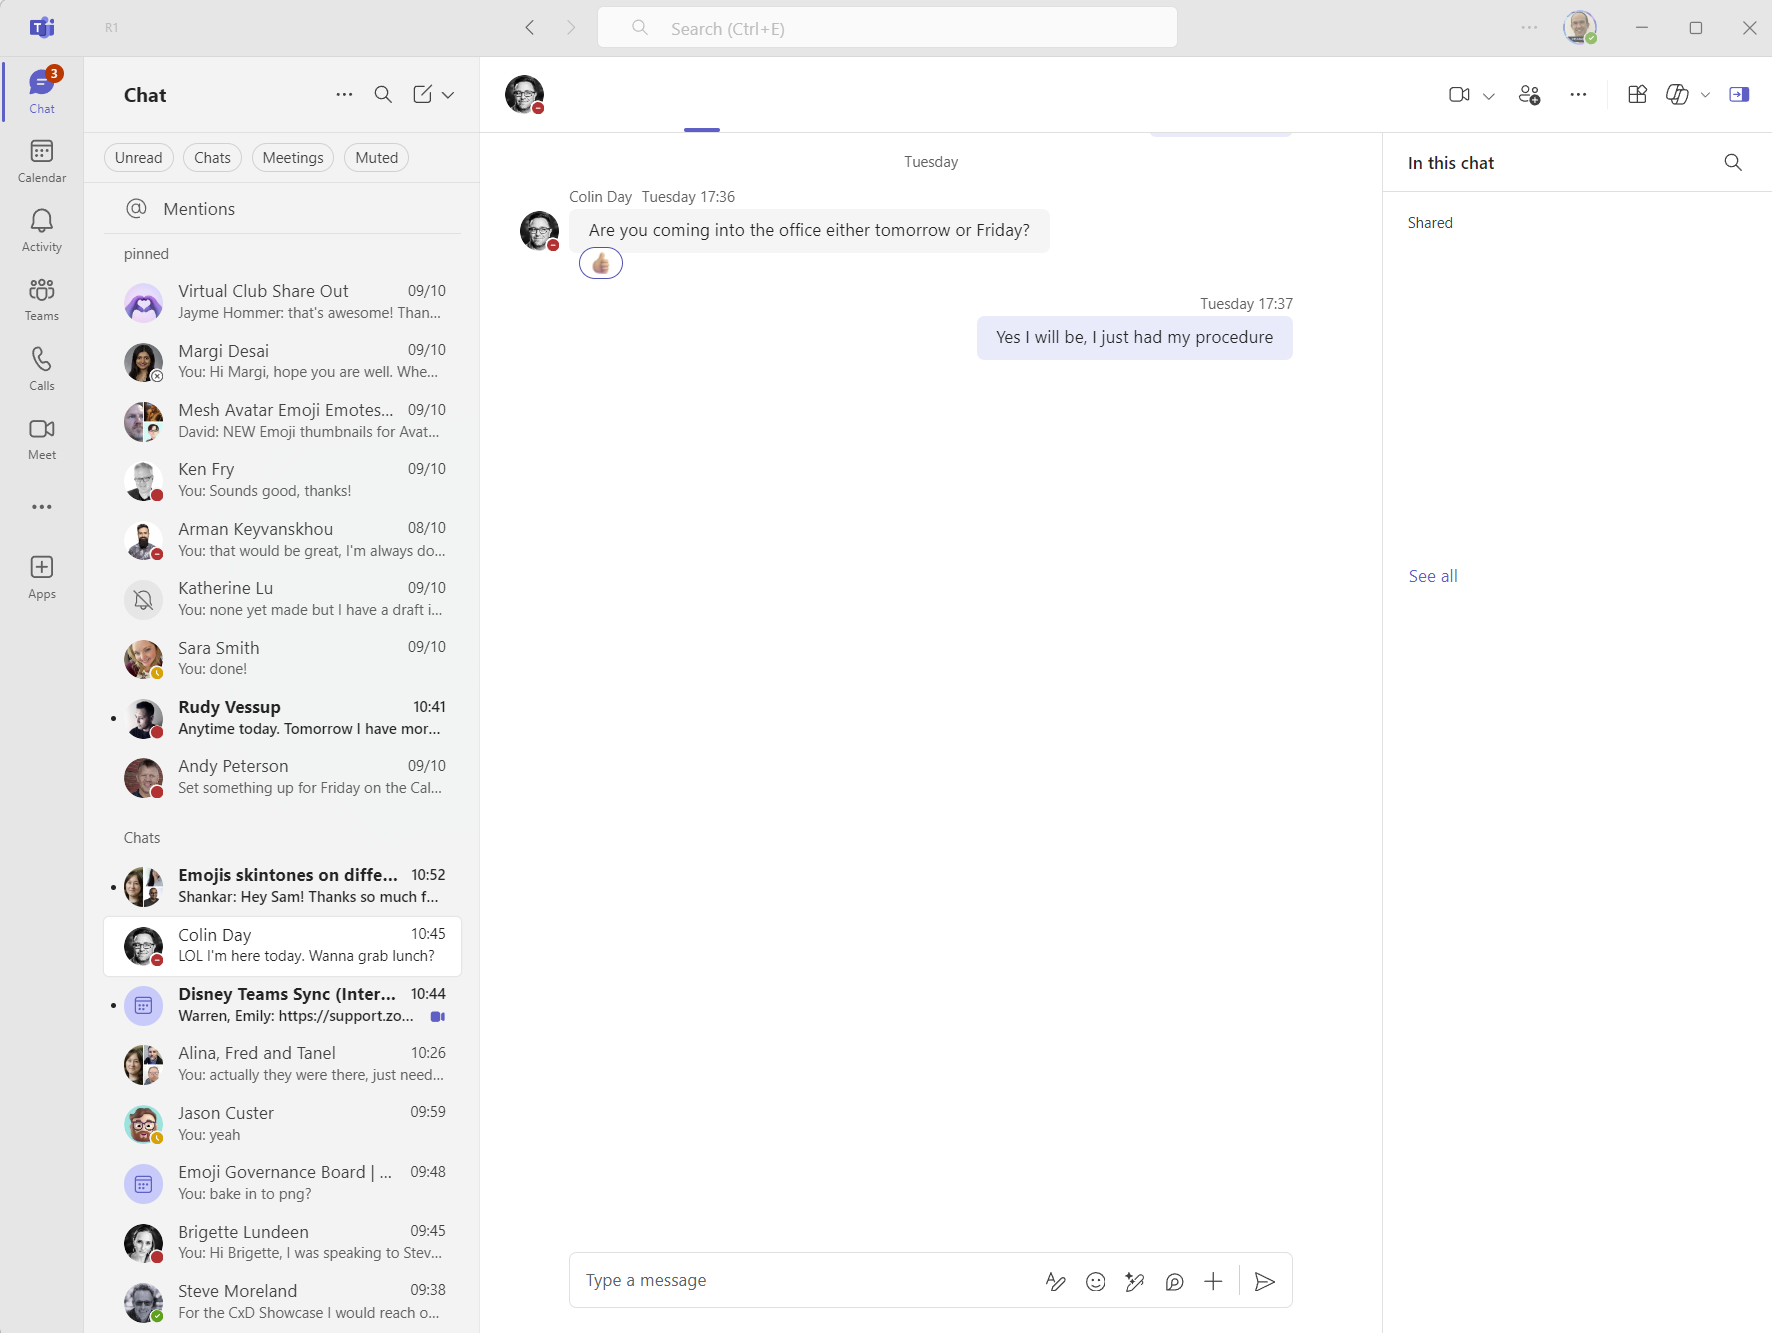 R1
Search (Ctrl+E)
3
Chat
Calendar
Activity
Teams
Calls
Meet
Apps
Chat
Unread
Chats
Meetings
Muted
Mentions
pinned
Virtual Club Share Out 09/10
Jayme Hommer: that's awesome! Than...
Margi Desai 09/10
You: Hi Margi, hope you are well. Whe...
Mesh Avatar Emoji Emotes... 09/10
David: NEW Emoji thumbnails for Avat...
Ken Fry 09/10
You: Sounds good, thanks!
Arman Keyvanskhou 08/10
You: that would be great, I'm always do...
Katherine Lu 09/10
You: none yet made but I have a draft i...
Sara Smith 09/10
You: done!
Rudy Vessup 10:41
Anytime today. Tomorrow I have mor...
Andy Peterson 09/10
Set something up for Friday on the Cal...
Chats
Emojis skintones on diffe... 10:52
Shankar: Hey Sam! Thanks so much f...
Colin Day 10:45
LOL I'm here today. Wanna grab lunch?
Disney Teams Sync (Inter... 10:44
Warren, Emily: https://support.zo...
Alina, Fred and Tanel 10:26
You: actually they were there, just need...
Jason Custer 09:59
You: yeah
Emoji Governance Board | ... 09:48
You: bake in to png?
Brigette Lundeen 09:45
You: Hi Brigette, I was speaking to Stev...
Steve Moreland 09:38
For the CxD Showcase I would reach o...
Tuesday
Colin Day Tuesday 17:36
Are you coming into the office either tomorrow or Friday?
Tuesday 17:37
Yes I will be, I just had my procedure
Type a message
In this chat
Shared
See all